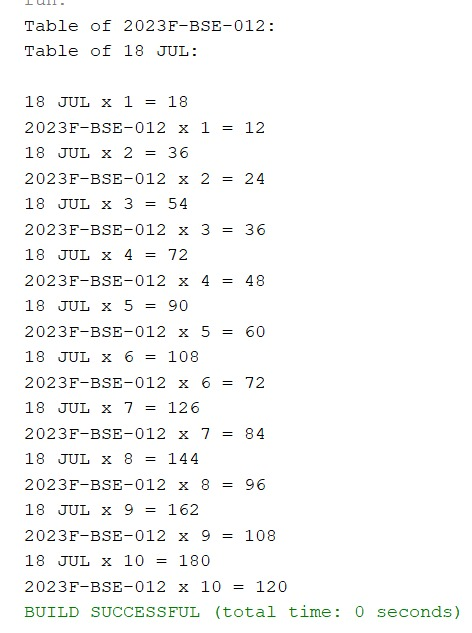 run:
Table of 2023F-BSE-012:
Table of 18 JUL:
18 JUL x 1 = 18
2023F-BSE-012 x 1 = 12
18 JUL x 2 = 36
2023F-BSE-012 x 2 = 24
18 JUL x 3 = 54
2023F-BSE-012 x 3 = 36
18 JUL x 4 = 72
2023F-BSE-012 x 4 = 48
18 JUL x 5 = 90
2023F-BSE-012 x 5 = 60
18 JUL x 6 = 108
2023F-BSE-012 x 6 = 72
18 JUL x 7 = 126
2023F-BSE-012 x 7 = 84
18 JUL x 8 = 144
2023F-BSE-012 x 8 = 96
18 JUL x 9 = 162
2023F-BSE-012 x 9 = 108
18 JUL x 10 = 180
2023F-BSE-012 x 10 = 120
BUILD SUCCESSFUL (total time: 0 seconds)